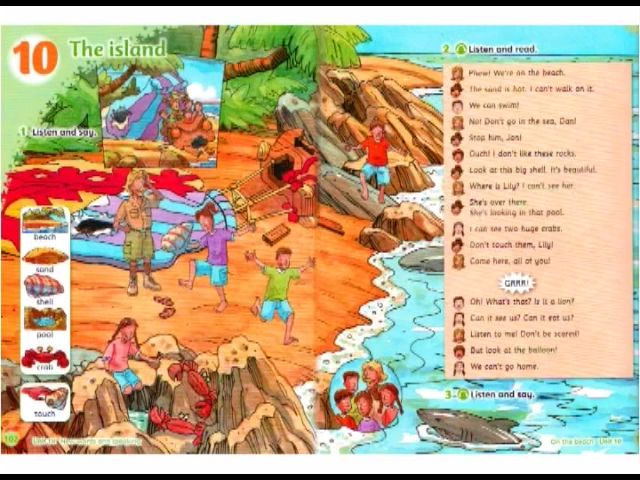 10 The island
1 Listen and say.
beach
sand
shell
pool
crab
touch
102
2 Listen and read.
Phew! We're on the beach.
The sand is hot. I can't walk on it.
We can swim!
No! Don't go in the sea, Dan!
Stop him, Jan!
Ouch! I don't like these rocks.
Look at this big shell. It's beautiful.
Where is Lily? I can't see her.
She's over there.
She's looking in that pool.
I can see two huge crabs.
Don't touch them, Lily!
Come here, all of you!
GRRR!
Oh! What's that? Is it a lion?
Can it see us? Can it eat us?
Listen to me! Don't be scared!
But look at the balloon!
We can't go home.
3 Listen and say.
On the beach Unit 10